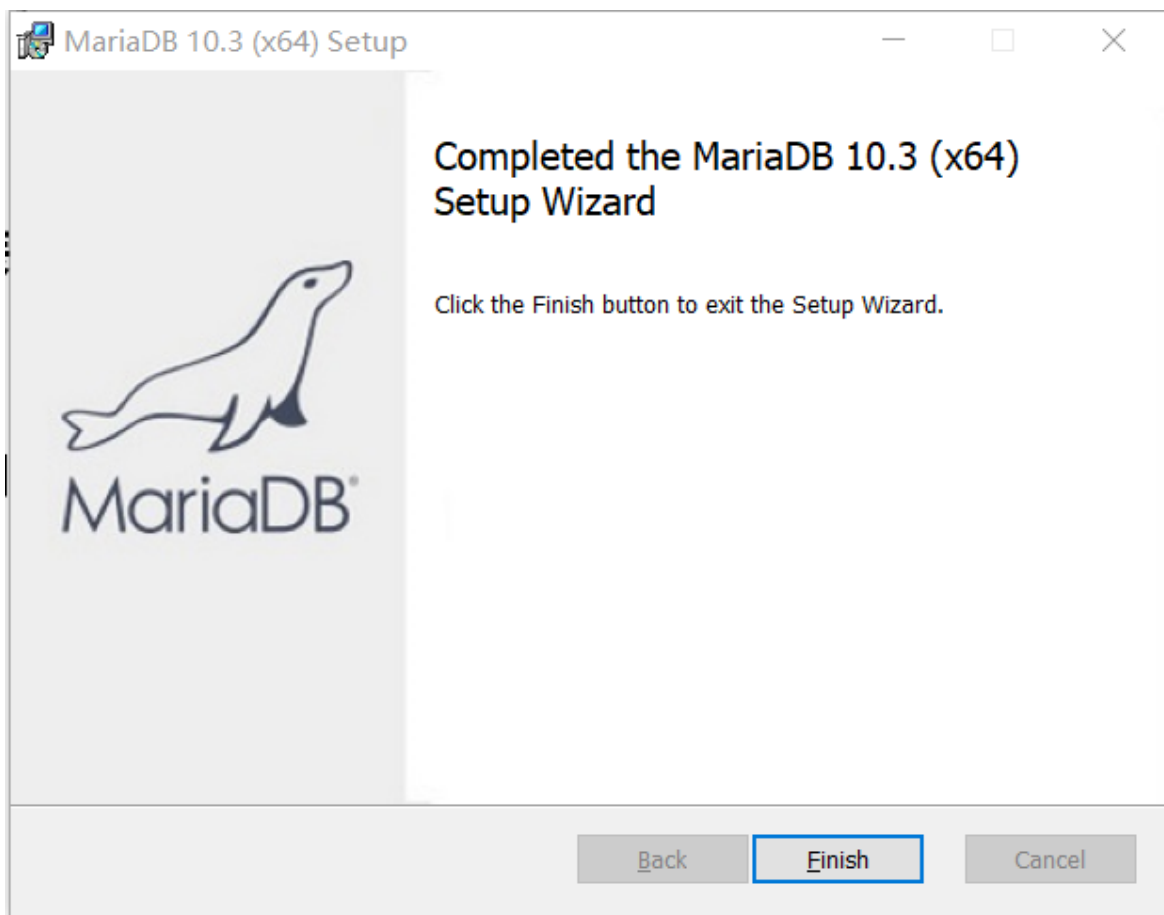 MariaDB 10.3 (x64) Setup
Completed the MariaDB 10.3 (x64)
Setup Wizard
Click the Finish button to exit the Setup Wizard.
MariaDB®
Back
Finish
Cancel